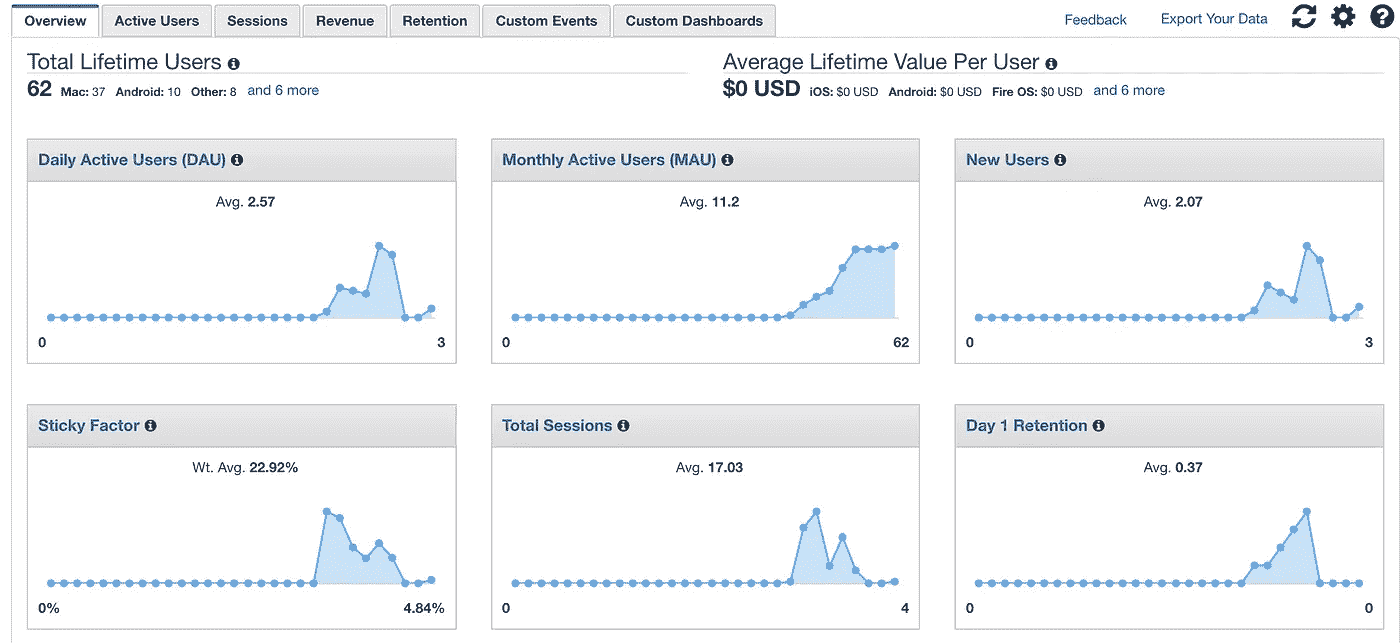 Overview Active Users Sessions Revenue Retention Custom Events Custom Dashboards Feedback Export Your Data
Total Lifetime Users
62 Mac: 37 Android: 10 Other: 8 and 6 more
Average Lifetime Value Per User
$0 USD iOS: $0 USD Android: $0 USD Fire OS: $0 USD and 6 more
Daily Active Users (DAU)
Avg. 2.57
0 3
Monthly Active Users (MAU)
Avg. 11.2
0 62
New Users
Avg. 2.07
0 3
Sticky Factor
Wt. Avg. 22.92%
0% 4.84%
Total Sessions
Avg. 17.03
0 4
Day 1 Retention
Avg. 0.37
0 0